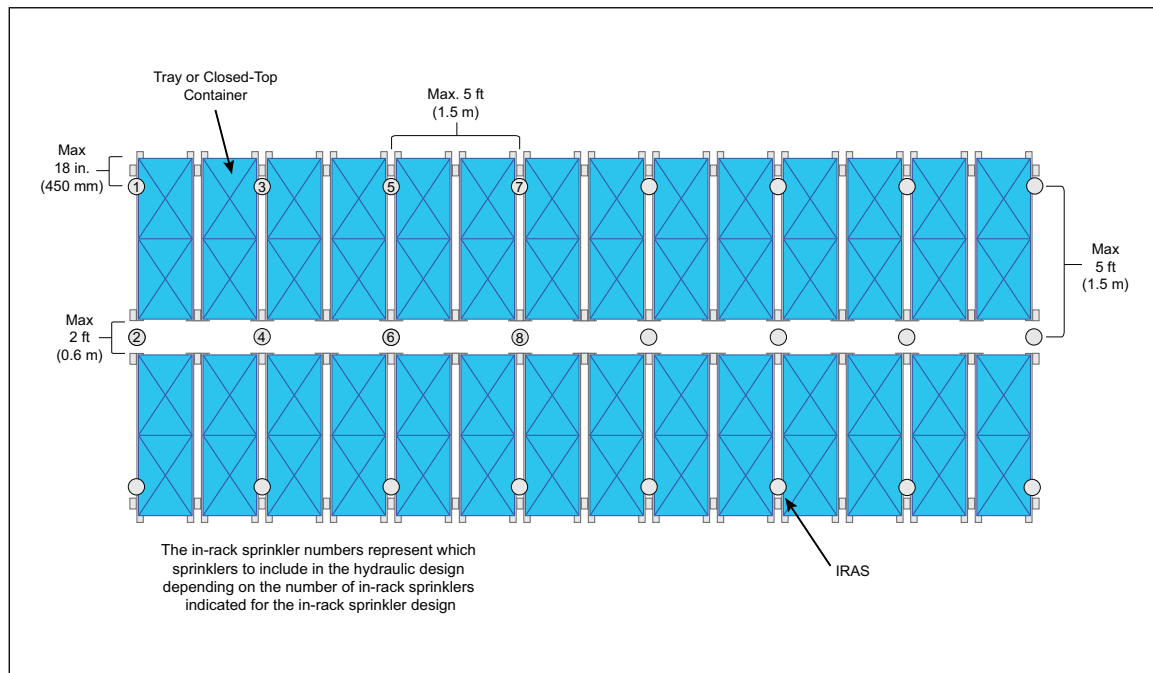 Tray or Closed-Top
Container
Max. 5 ft
(1.5 m)
Max
18 in.
(450 mm)
1
3
5
7
Max
5 ft
(1.5 m)
Max
2 ft
(0.6 m)
2
4
6
8
The in-rack sprinkler numbers represent which
sprinklers to include in the hydraulic design
depending on the number of in-rack sprinklers
indicated for the in-rack sprinkler design
IRAS